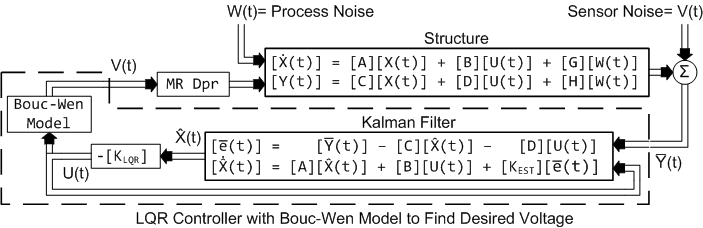 W(t)= Process Noise
Sensor Noise= V(t)
Structure
V(t)
[Ẋ(t)] = [A][X(t)] + [B][U(t)] + [G][W(t)]
[Y(t)] = [C][X(t)] + [D][U(t)] + [H][W(t)]
MR Dpr
Σ
Bouc-Wen
Model
Kalman Filter
X̂(t)
[e̅(t)] = [Y̅(t)] - [C][X̂(t)] - [D][U(t)]
[X̂̇(t)] = [A][X̂(t)] + [B][U(t)] + [K_EST][e̅(t)]
-[K_LQR]
U(t)
Y̅(t)
LQR Controller with Bouc-Wen Model to Find Desired Voltage